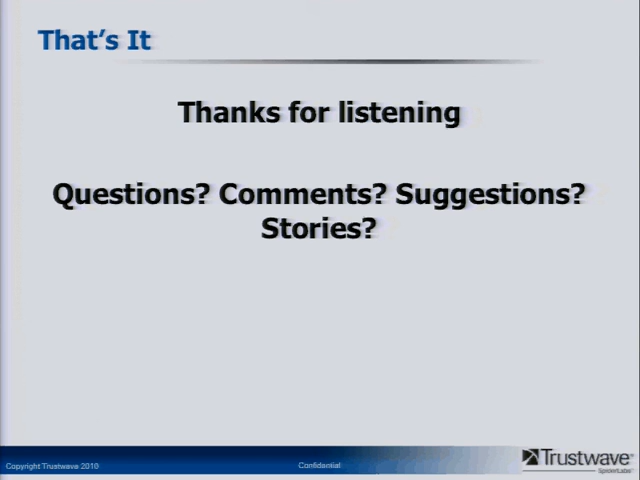 That's It
Thanks for listening
Questions? Comments? Suggestions?
Stories?
Copyright Trustwave 2010
Confidential
Trustwave®
SpiderLabs®